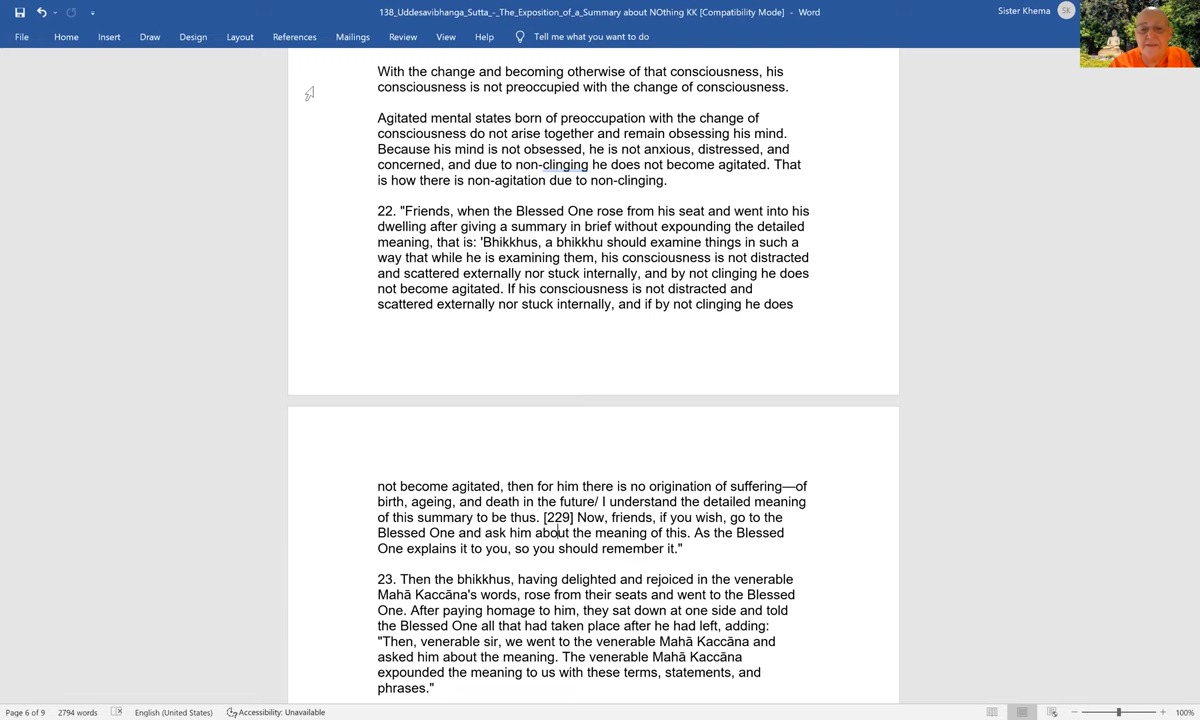 138_Uddesavibhanga_Sutta_-_The_Exposition_of_a_Summary about NOthing KK [Compatibility Mode] - Word
Sister Khema
SK
File Home Insert Draw Design Layout References Mailings Review View Help Tell me what you want to do
With the change and becoming otherwise of that consciousness, his
consciousness is not preoccupied with the change of consciousness.
Agitated mental states born of preoccupation with the change of
consciousness do not arise together and remain obsessing his mind.
Because his mind is not obsessed, he is not anxious, distressed, and
concerned, and due to non-clinging he does not become agitated. That
is how there is non-agitation due to non-clinging.
22. "Friends, when the Blessed One rose from his seat and went into his
dwelling after giving a summary in brief without expounding the detailed
meaning, that is: 'Bhikkhus, a bhikkhu should examine things in such a
way that while he is examining them, his consciousness is not distracted
and scattered externally nor stuck internally, and by not clinging he does
not become agitated. If his consciousness is not distracted and
scattered externally nor stuck internally, and if by not clinging he does
not become agitated, then for him there is no origination of suffering—of
birth, ageing, and death in the future/ I understand the detailed meaning
of this summary to be thus. [229] Now, friends, if you wish, go to the
Blessed One and ask him about the meaning of this. As the Blessed
One explains it to you, so you should remember it."
23. Then the bhikkhus, having delighted and rejoiced in the venerable
Mahā Kaccāna's words, rose from their seats and went to the Blessed
One. After paying homage to him, they sat down at one side and told
the Blessed One all that had taken place after he had left, adding:
"Then, venerable sir, we went to the venerable Mahā Kaccāna and
asked him about the meaning. The venerable Mahā Kaccāna
expounded the meaning to us with these terms, statements, and
phrases."
Page 6 of 9 2794 words English (United States) Accessibility: Unavailable 100%